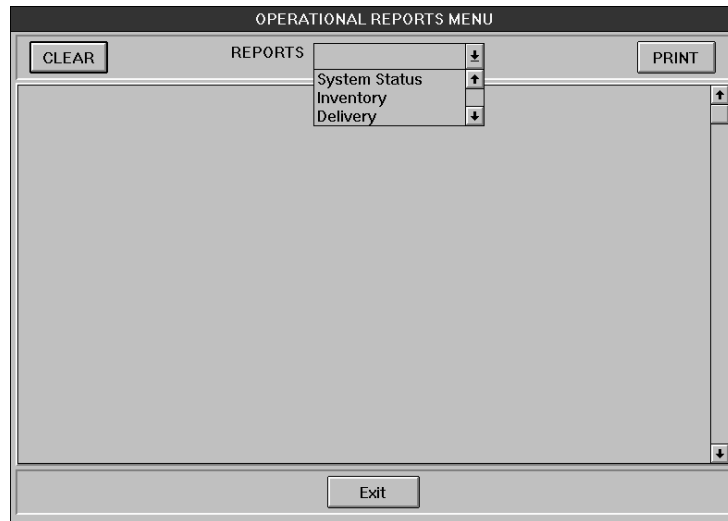 OPERATIONAL REPORTS MENU
CLEAR
REPORTS
PRINT
System Status
Inventory
Delivery
Exit